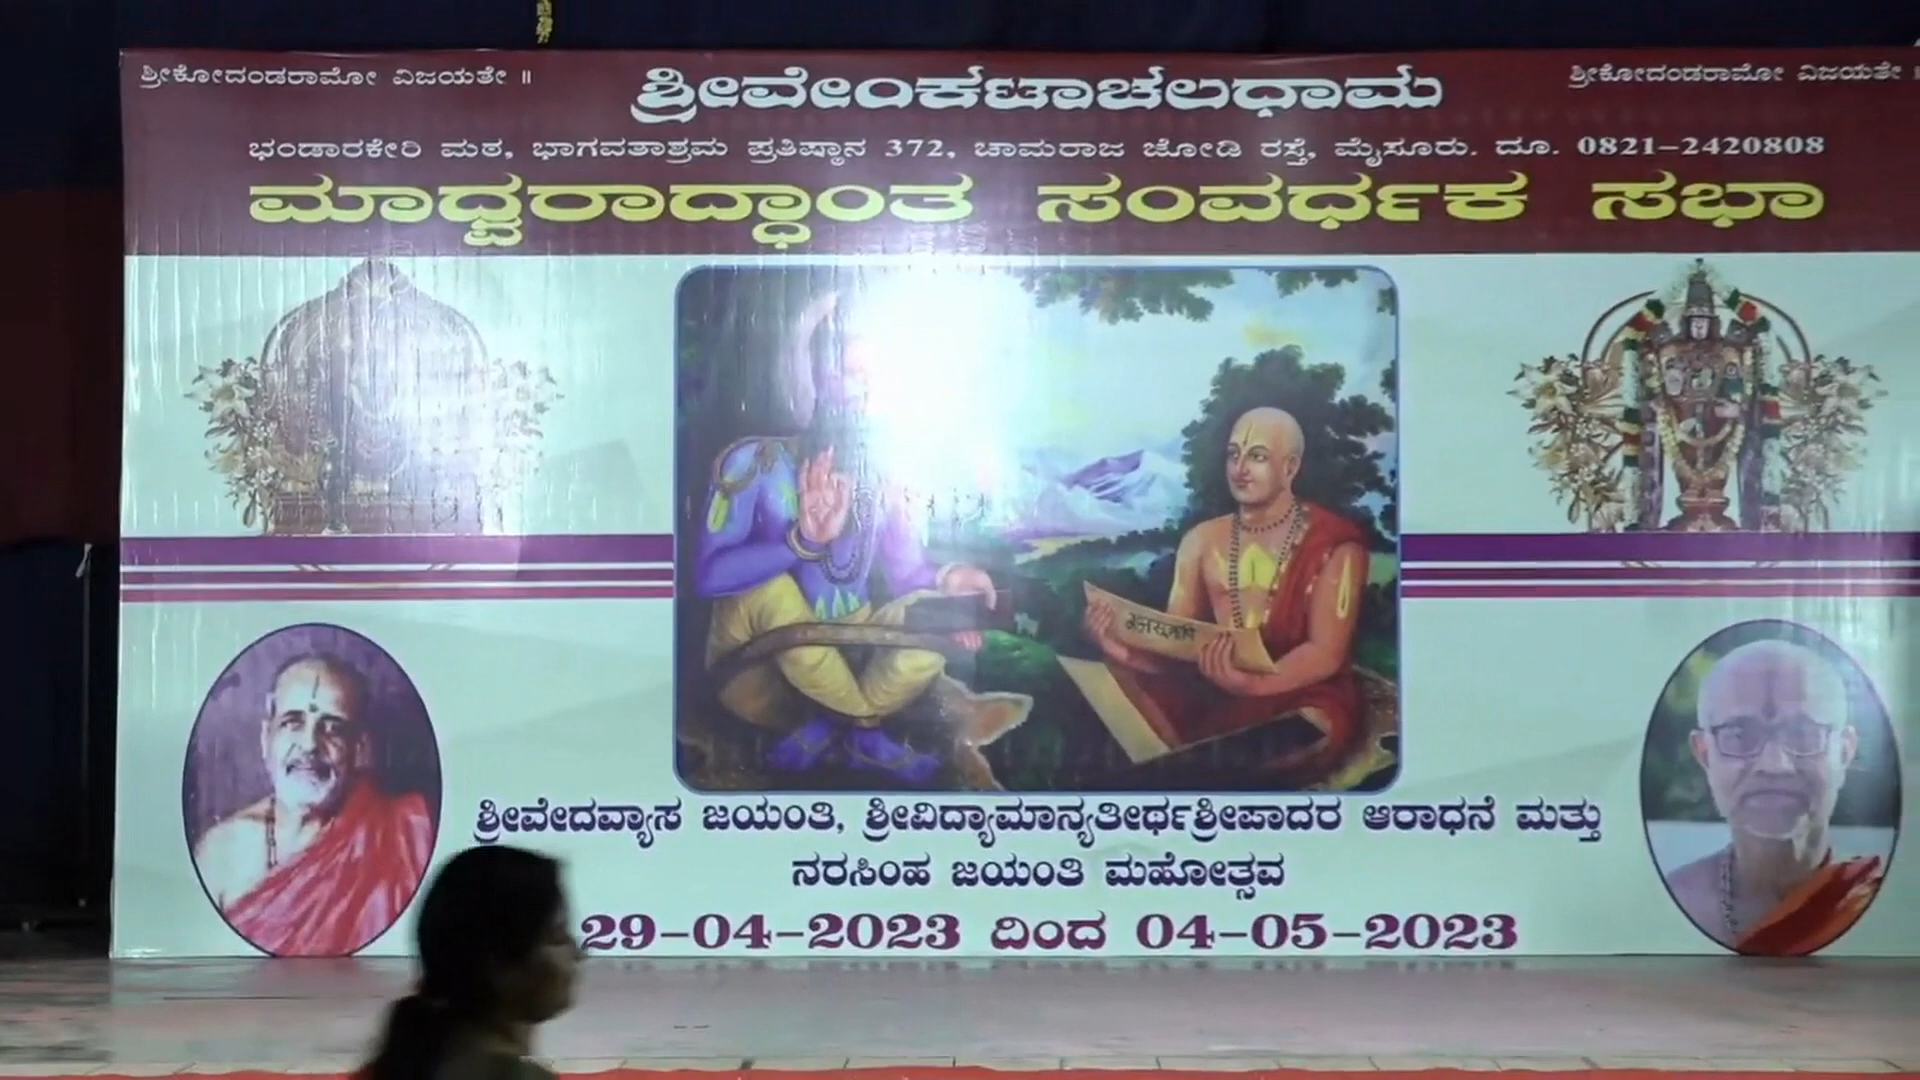 ಶ್ರೀಕೋದಂಡರಾಮೋ ವಿಜಯತೇ ॥
ಶ್ರೀವೇಂಕಟಾಚಲಧಾಮ
ಶ್ರೀಕೋದಂಡರಾಮೋ ವಿಜಯತೇ ॥
ಭಂಡಾರಕೇರಿ ಮಠ, ಭಾಗವತಾಶ್ರಮ ಪ್ರತಿಷ್ಠಾನ 372, ಚಾಮರಾಜ ಜೋಡಿ ರಸ್ತೆ, ಮೈಸೂರು. ದೂ. 0821-2420808
ಮಾಧ್ವರಾದ್ಧಾಂತ ಸಂವರ್ಧಕ ಸಭಾ
ಶ್ರೀವೇದವ್ಯಾಸ ಜಯಂತಿ, ಶ್ರೀವಿದ್ಯಾಮಾನ್ಯತೀರ್ಥಶ್ರೀಪಾದರ ಆರಾಧನೆ ಮತ್ತು
ನರಸಿಂಹ ಜಯಂತಿ ಮಹೋತ್ಸವ
29-04-2023 ದಿಂದ 04-05-2023